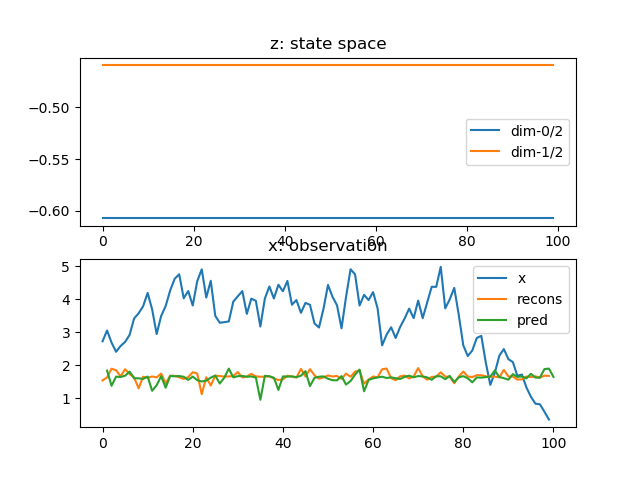 z: state space
−0.50
−0.55
−0.60
dim-0/2
dim-1/2
0 20 40 60 80 100
x: observation
5
4
3
2
1
x
recons
pred
0 20 40 60 80 100